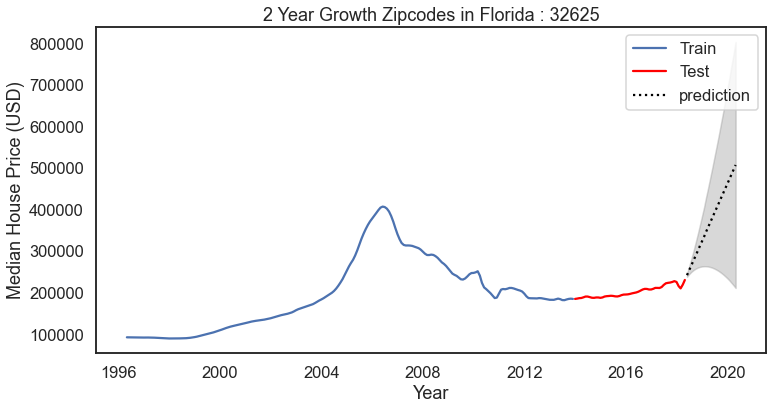 2 Year Growth Zipcodes in Florida : 32625
Median House Price (USD)
800000
700000
600000
500000
400000
300000
200000
100000
Train
Test
prediction
1996 2000 2004 2008 2012 2016 2020
Year